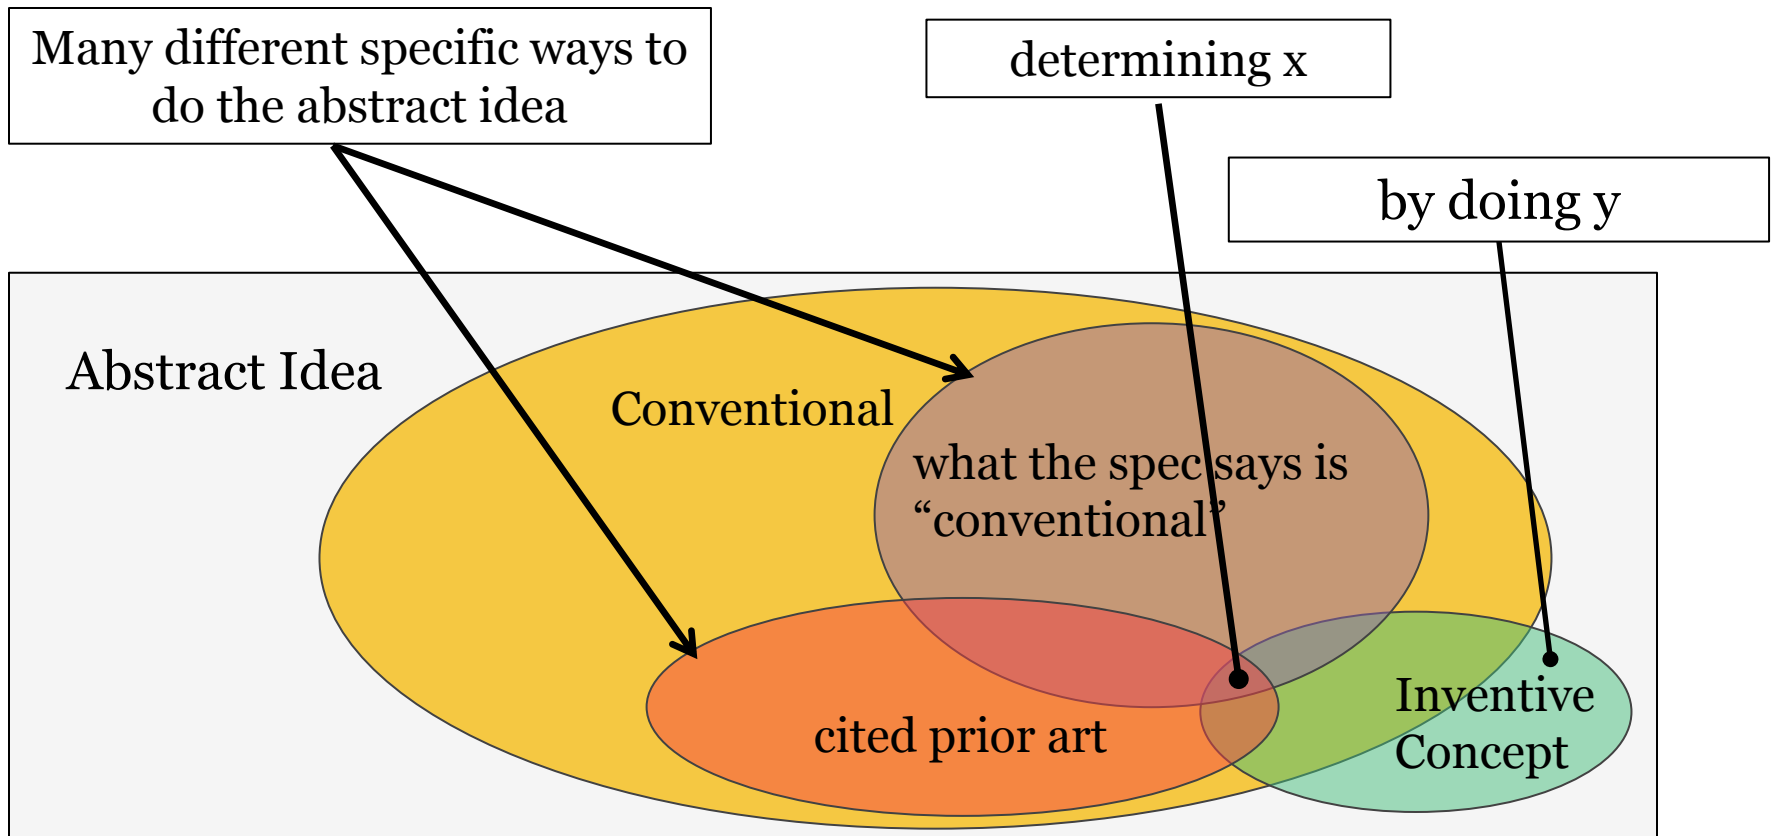 Many different specific ways to
do the abstract idea
determining x
by doing y
Abstract Idea
Conventional
what the spec says is
“conventional”
cited prior art
Inventive
Concept